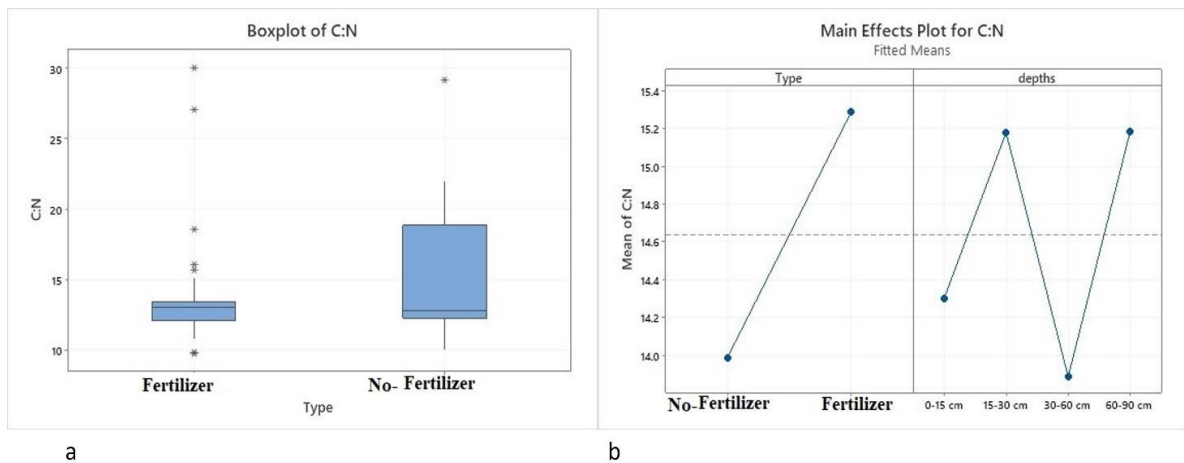 Boxplot of C:N
30
25
20
15
10
C:N
Fertilizer
No- Fertilizer
Type
a
Main Effects Plot for C:N
Fitted Means
Type
depths
15.4
15.2
15.0
14.8
14.6
14.4
14.2
14.0
Mean of C:N
No-Fertilizer
Fertilizer
0-15 cm
15-30 cm
30-60 cm
60-90 cm
b